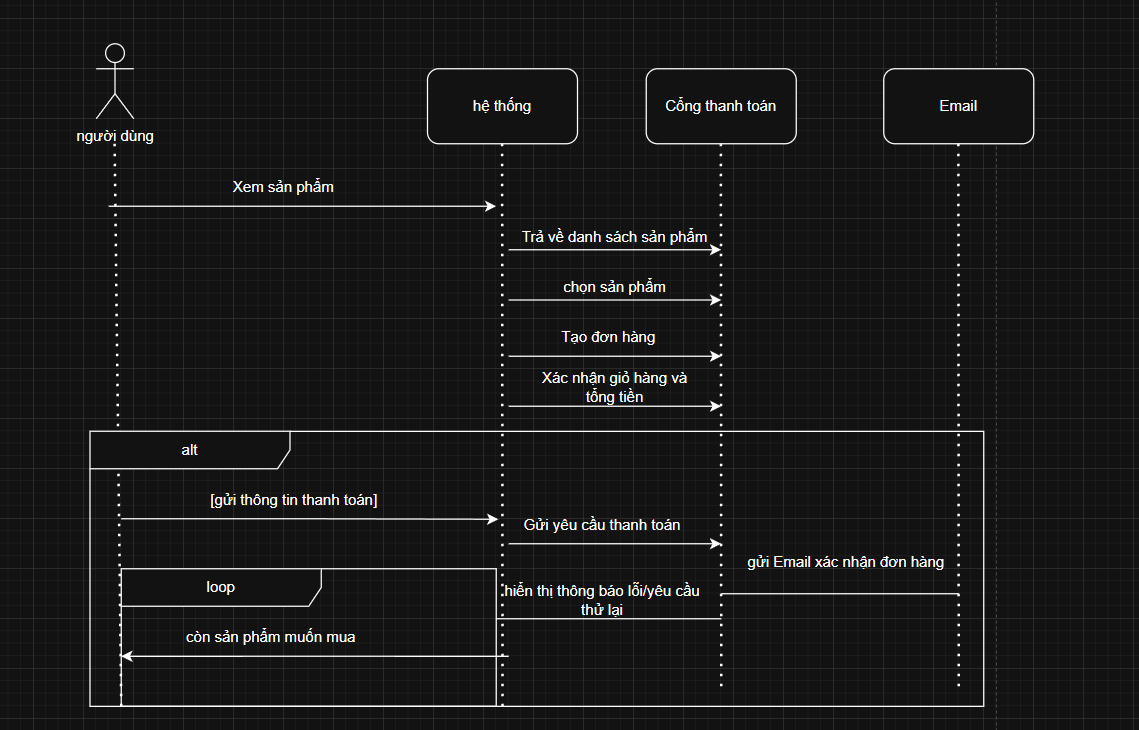 người dùng
hệ thống
Cổng thanh toán
Email
Xem sản phẩm
Trả về danh sách sản phẩm
chọn sản phẩm
Tạo đơn hàng
Xác nhận giỏ hàng và
tổng tiền
alt
[gửi thông tin thanh toán]
Gửi yêu cầu thanh toán
gửi Email xác nhận đơn hàng
loop
hiển thị thông báo lỗi/yêu cầu
thử lại
còn sản phẩm muốn mua